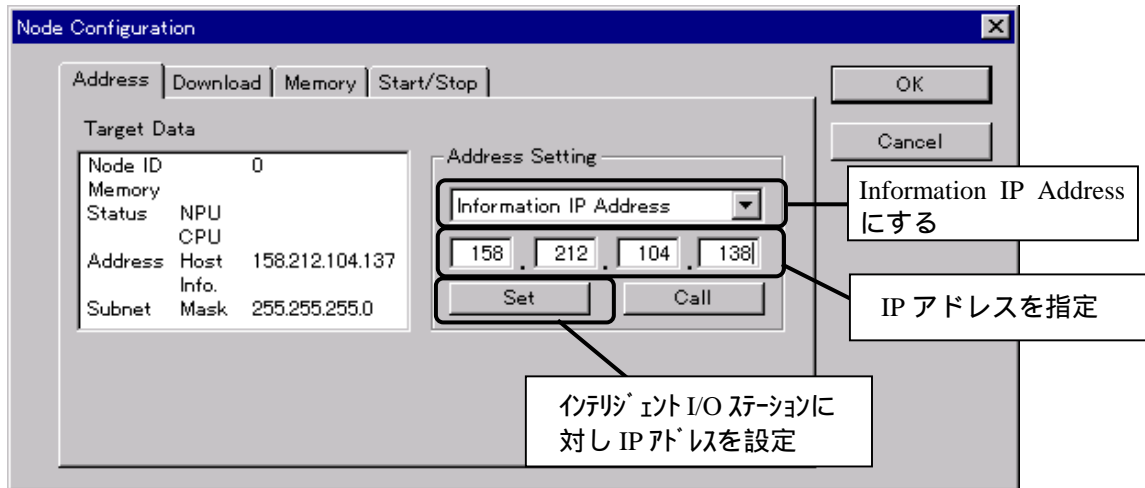 Node Configuration
Address Download Memory Start/Stop
OK
Cancel
Target Data
Node ID 0
Memory
Status NPU
CPU
Address Host 158.212.104.137
Info.
Subnet Mask 255.255.255.0
Address Setting
Information IP Address
158 . 212 . 104 . 138
Set Call
Information IP Address
にする
IP アドレスを指定
ｲﾝﾃﾘｼﾞｪﾝﾄ I/O ｽﾃｰｼｮﾝに
対し IP ｱﾄﾞﾚｽを設定